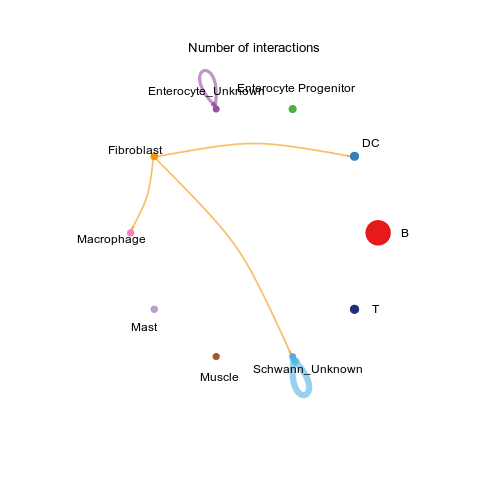 Number of interactions
Enterocyte_Unknown
Enterocyte Progenitor
DC
Fibroblast
B
Macrophage
T
Mast
Schwann_Unknown
Muscle